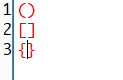 1 ()
2 []
3 {}